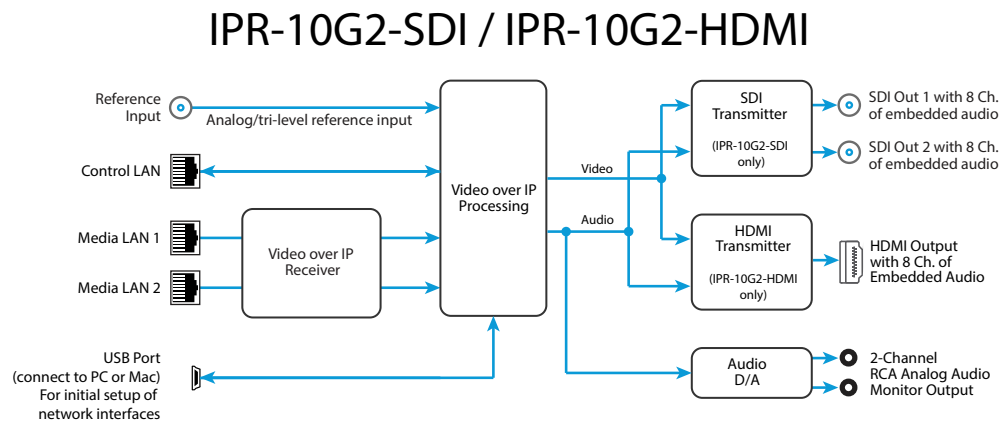 IPR-10G2-SDI / IPR-10G2-HDMI
Reference
Input
Analog/tri-level reference input
Control LAN
Media LAN 1
Media LAN 2
Video over IP
Receiver
USB Port
(connect to PC or Mac)
For initial setup of
network interfaces
Video over IP
Processing
Video
Audio
SDI
Transmitter
(IPR-10G2-SDI
only)
SDI Out 1 with 8 Ch.
of embedded audio
SDI Out 2 with 8 Ch.
of embedded audio
HDMI
Transmitter
(IPR-10G2-HDMI
only)
HDMI Output
with 8 Ch. of
Embedded Audio
Audio
D/A
2-Channel
RCA Analog Audio
Monitor Output